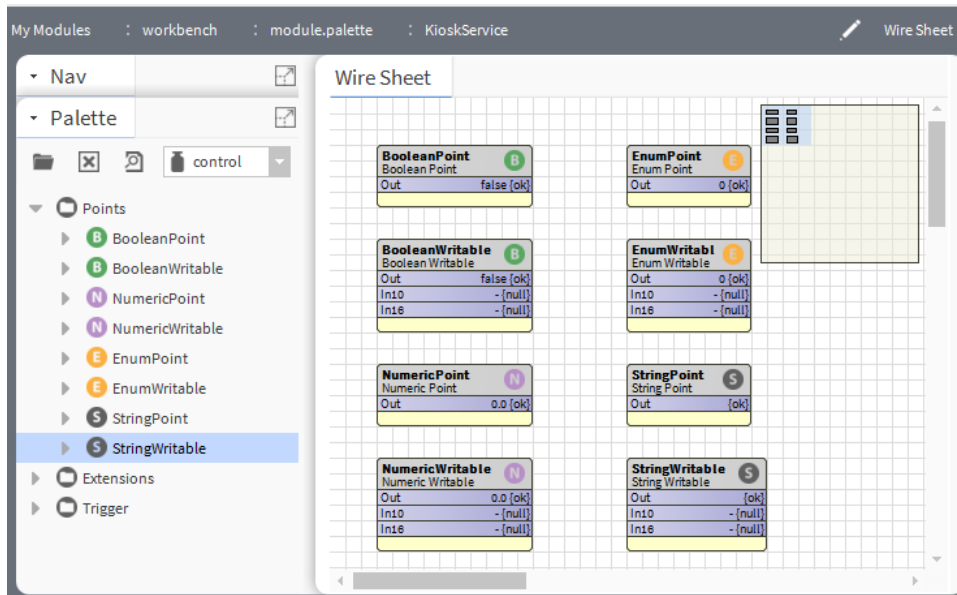 My Modules : workbench : module.palette : KioskService Wire Sheet
Nav
Palette
control
Points
B BooleanPoint
B BooleanWritable
N NumericPoint
N NumericWritable
E EnumPoint
E EnumWritable
S StringPoint
S StringWritable
Extensions
Trigger
Wire Sheet
BooleanPoint B
Boolean Point
Out false {ok}
EnumPoint E
Enum Point
Out 0 {ok}
BooleanWritable B
Boolean Writable
Out false {ok}
In10 - {null}
In16 - {null}
EnumWritabl E
Enum Writable
Out 0 {ok}
In10 - {null}
In16 - {null}
NumericPoint N
Numeric Point
Out 0.0 {ok}
StringPoint S
String Point
Out {ok}
NumericWritable N
Numeric Writable
Out 0.0 {ok}
In10 - {null}
In16 - {null}
StringWritable S
String Writable
Out {ok}
In10 - {null}
In16 - {null}